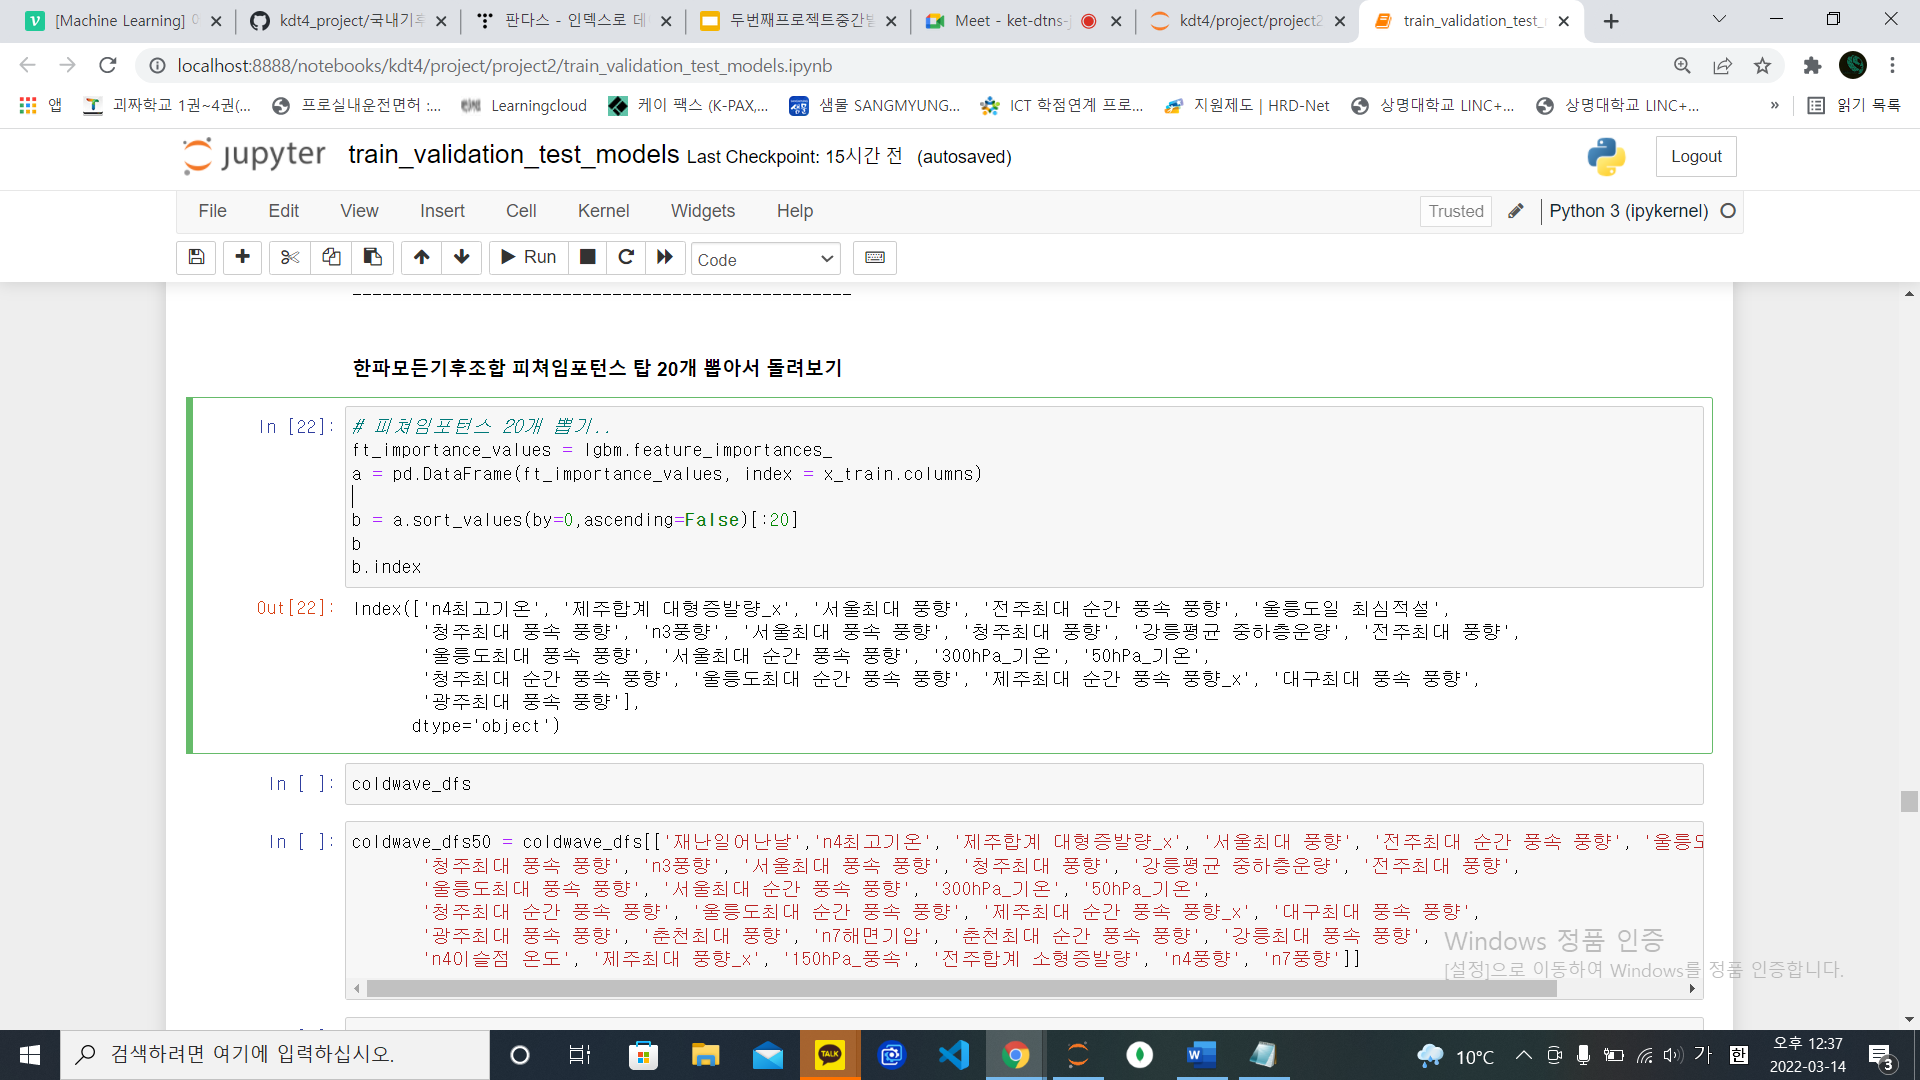 [Machine Learning]
kdt4_project/국내기후
판다스 - 인덱스로 데
두번째프로젝트중간빌
Meet - ket-dtns-j
kdt4/project/project2
train_validation_test_
localhost:8888/notebooks/kdt4/project/project2/train_validation_test_models.ipynb
앱
괴짜학교 1권~4권(...
프로실내운전면허 :...
Learningcloud
케이 팩스 (K-PAX,...
샘물 SANGMYUNG...
ICT 학점연계 프로...
지원제도 | HRD-Net
상명대학교 LINC+...
상명대학교 LINC+...
»
읽기 목록
jupyter train_validation_test_models Last Checkpoint: 15시간 전 (autosaved)
Logout
File Edit View Insert Cell Kernel Widgets Help
Trusted
Python 3 (ipykernel)
Run
Code
--------------------------------------------------
한파모든기후조합 피쳐임포턴스 탑 20개 뽑아서 돌려보기
In [22]:
# 피쳐임포턴스 20개 뽑기..
ft_importance_values = lgbm.feature_importances_
a = pd.DataFrame(ft_importance_values, index = x_train.columns)
b = a.sort_values(by=0,ascending=False)[:20]
b
b.index
Out[22]:
Index(['n4최고기온', '제주합계 대형증발량_x', '서울최대 풍향', '전주최대 순간 풍속 풍향', '울릉도일 최심적설',
'청주최대 풍속 풍향', 'n3풍향', '서울최대 풍속 풍향', '청주최대 풍향', '강릉평균 중하층운량', '전주최대 풍향',
'울릉도최대 풍속 풍향', '서울최대 순간 풍속 풍향', '300hPa_기온', '50hPa_기온',
'청주최대 순간 풍속 풍향', '울릉도최대 순간 풍속 풍향', '제주최대 순간 풍속 풍향_x', '대구최대 풍속 풍향',
'광주최대 풍속 풍향'],
dtype='object')
In [ ]:
coldwave_dfs
In [ ]:
coldwave_dfs50 = coldwave_dfs[['재난일어난날','n4최고기온', '제주합계 대형증발량_x', '서울최대 풍향', '전주최대 순간 풍속 풍향', '울릉도
'청주최대 풍속 풍향', 'n3풍향', '서울최대 풍속 풍향', '청주최대 풍향', '강릉평균 중하층운량', '전주최대 풍향',
'울릉도최대 풍속 풍향', '서울최대 순간 풍속 풍향', '300hPa_기온', '50hPa_기온',
'청주최대 순간 풍속 풍향', '울릉도최대 순간 풍속 풍향', '제주최대 순간 풍속 풍향_x', '대구최대 풍속 풍향',
'광주최대 풍속 풍향', '춘천최대 풍향', 'n7해면기압', '춘천최대 순간 풍속 풍향', '강릉최대 풍속 풍향',
'n4이슬점 온도', '제주최대 풍향_x', '150hPa_풍속', '전주합계 소형증발량', 'n4풍향', 'n7풍향']]
Windows 정품 인증
[설정]으로 이동하여 Windows를 정품 인증합니다.
검색하려면 여기에 입력하십시오.
TALK
10°C
가
한
오후 12:37
2022-03-14
3